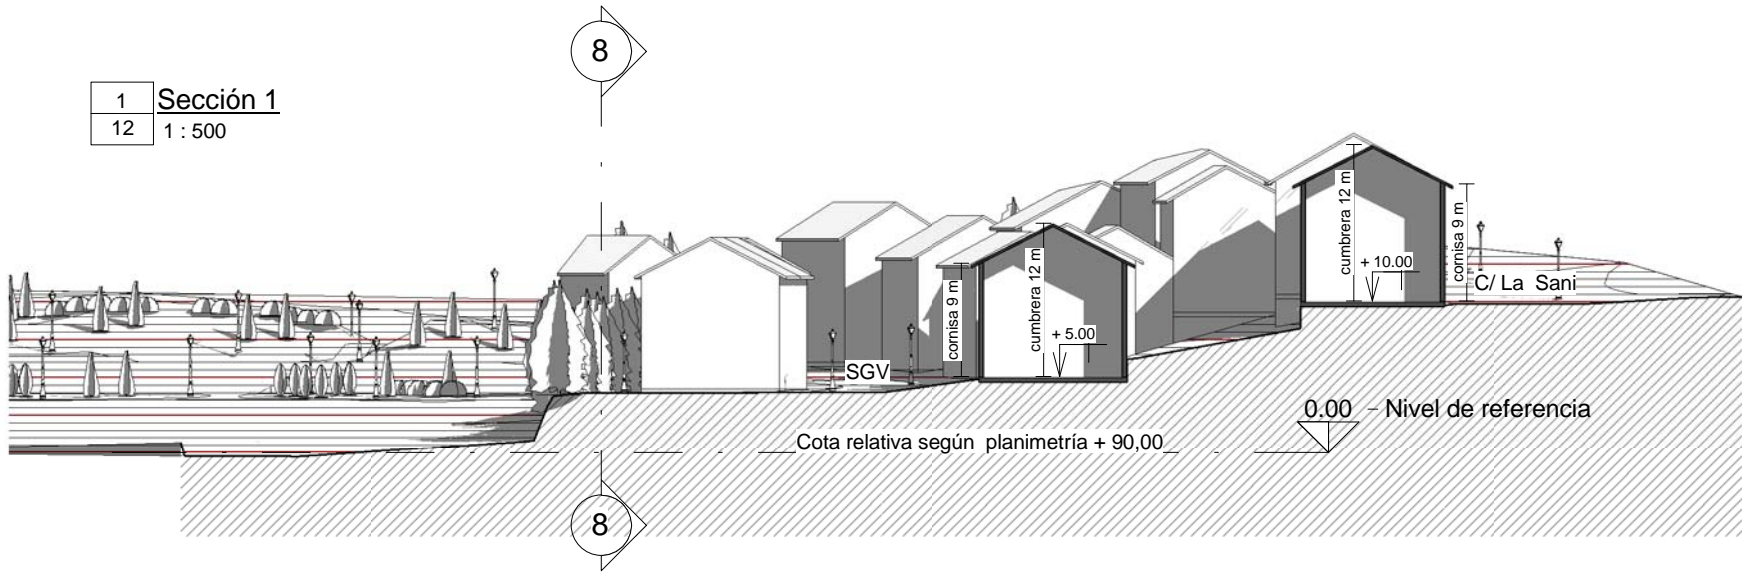 8
1
Sección 1
12
1 : 500
cumbrera 12 m
cornisa 9 m
+ 10.00
C/ La Sani
cornisa 9 m
cumbrera 12 m
+ 5.00
SGV
0.00
Nivel de referencia
Cota relativa según planimetría + 90,00
8